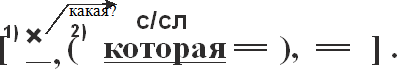 какая?
с/сл
1) 2)
[ , ( которая ), ] .